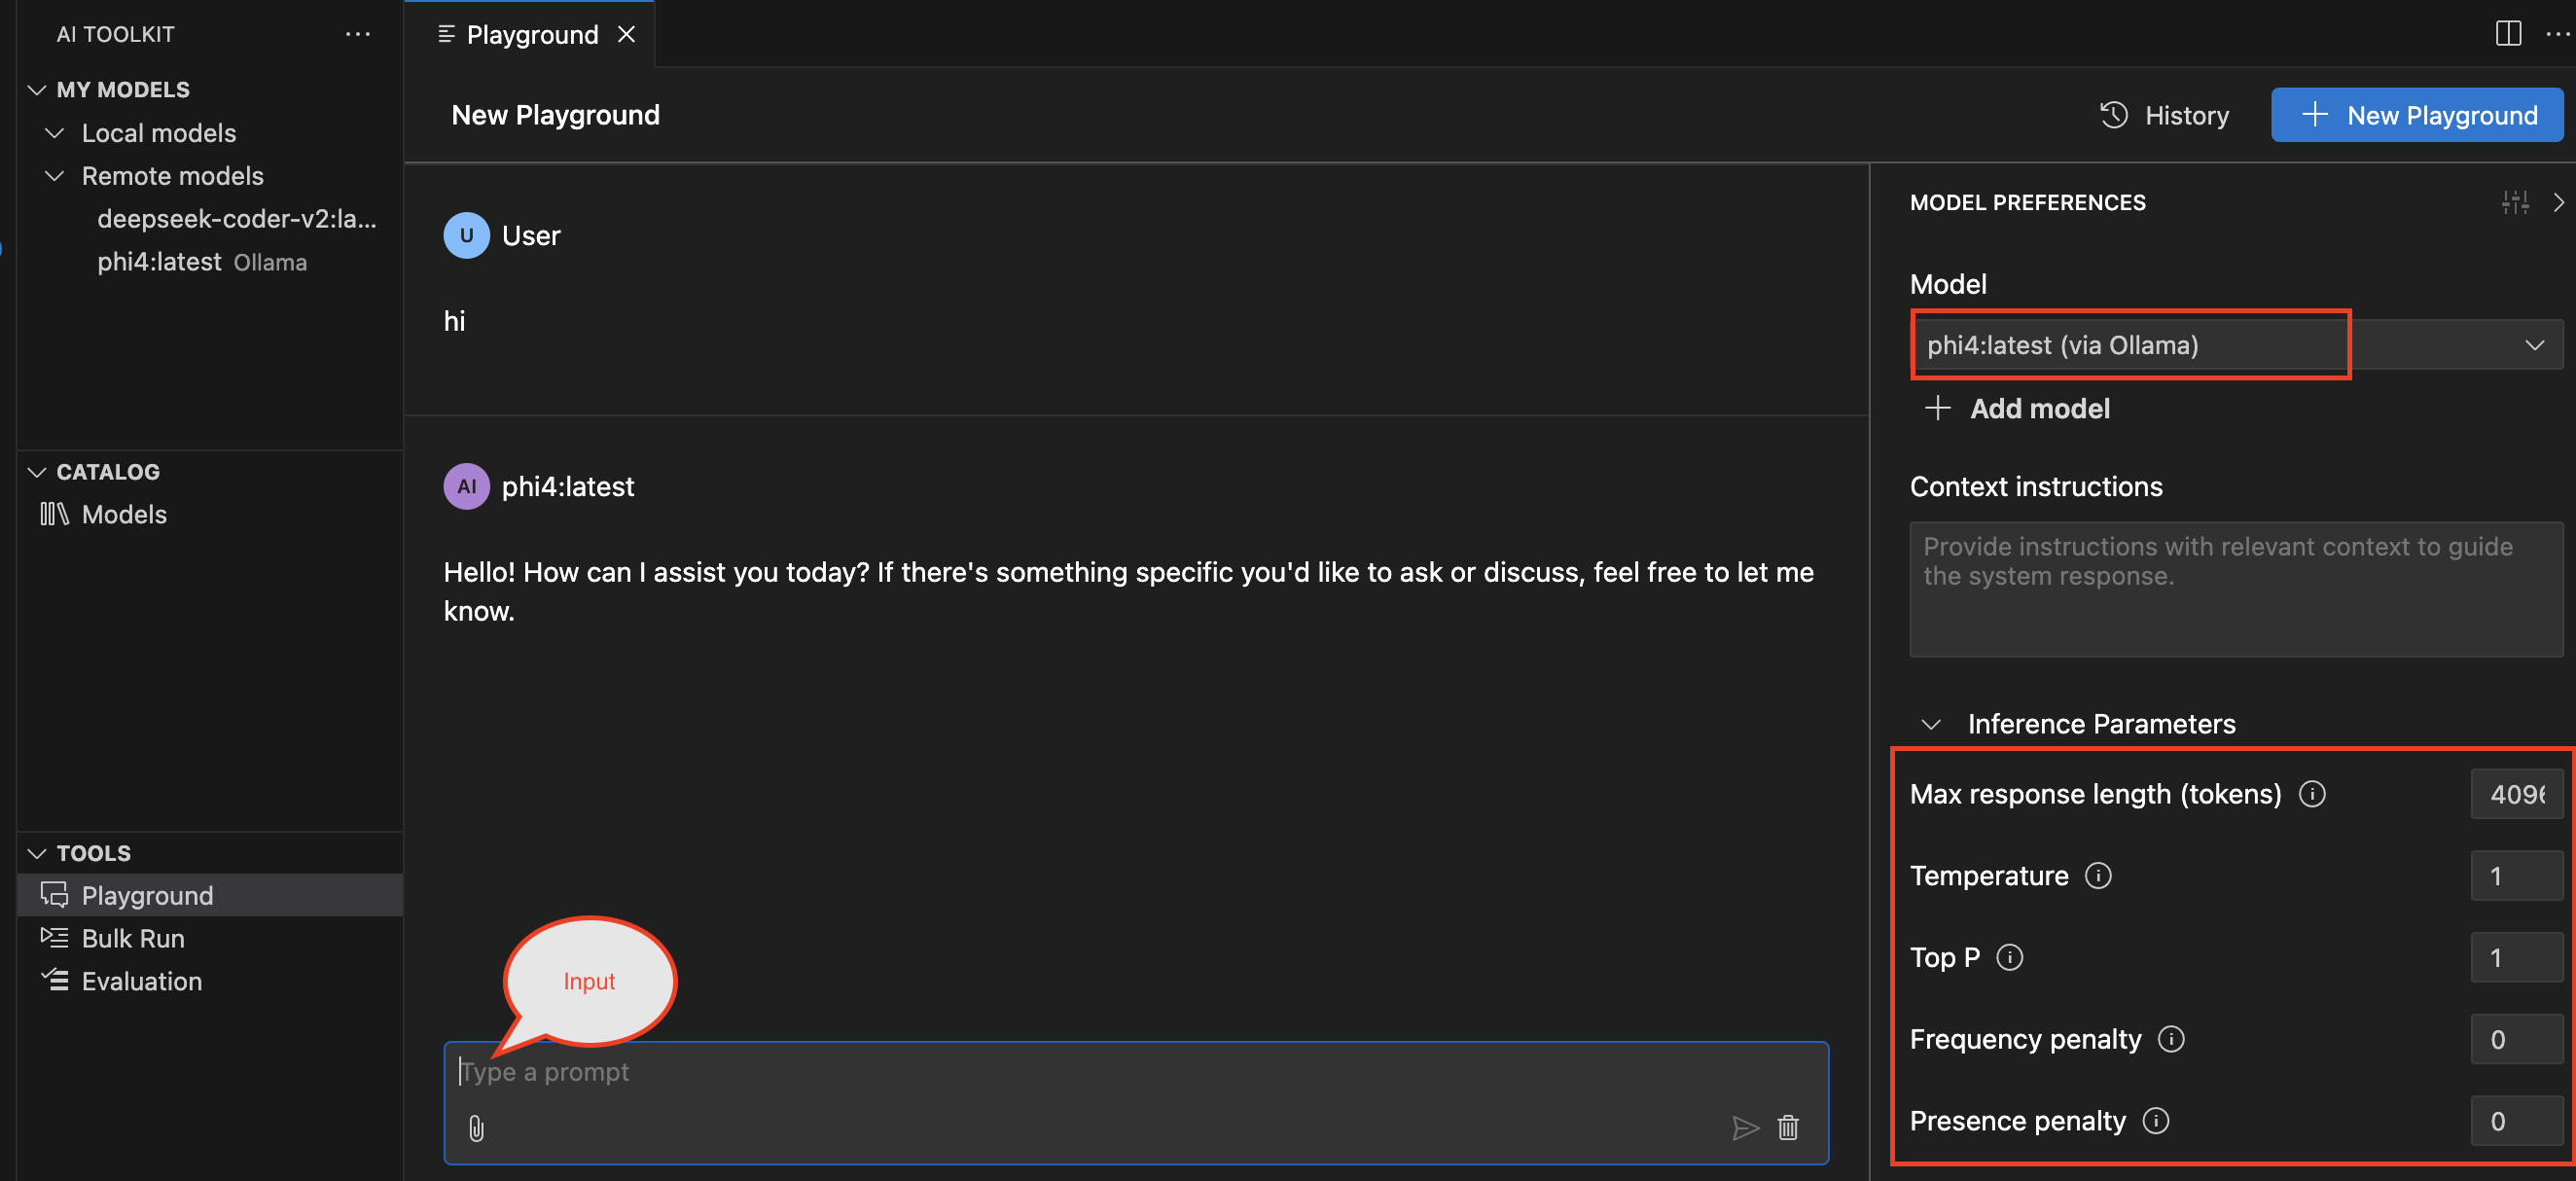 AI TOOLKIT
MY MODELS
Local models
Remote models
deepseek-coder-v2:la...
phi4:latest Ollama
CATALOG
Models
TOOLS
Playground
Bulk Run
Evaluation
Playground
New Playground
History
New Playground
U User
hi
AI phi4:latest
Hello! How can I assist you today? If there's something specific you'd like to ask or discuss, feel free to let me
know.
Input
Type a prompt
MODEL PREFERENCES
Model
phi4:latest (via Ollama)
Add model
Context instructions
Provide instructions with relevant context to guide
the system response.
Inference Parameters
Max response length (tokens) 4096
Temperature 1
Top P 1
Frequency penalty 0
Presence penalty 0